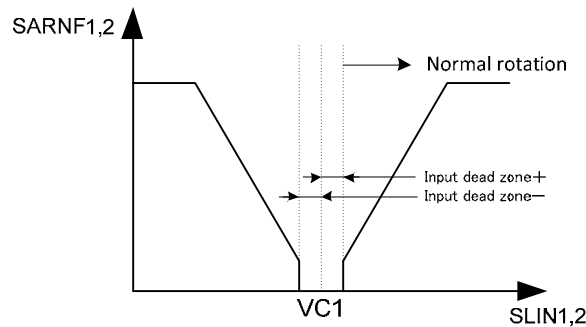 SARNF1,2
Normal rotation
Input dead zone+
Input dead zone−
VC1
SLIN1,2